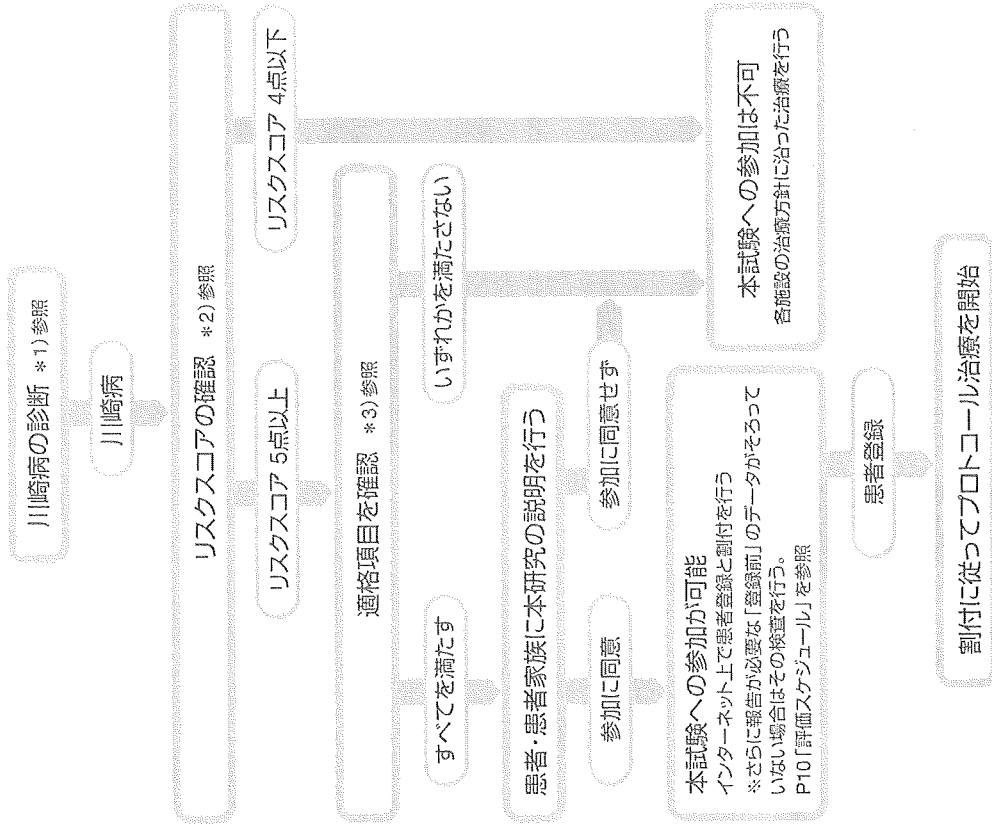 川崎病の診断 *1)参照
川崎病
リスクスコアの確認 *2)参照
リスクスコア 5点以上
リスクスコア 4点以下
適格項目を確認 *3)参照
すべてを満たす
いずれかを満たさない
患者・患者家族に本研究の説明を行う
参加に同意
参加に同意せず
本試験への参加が可能
インターネット上で患者登録と割付を行う
※さらに報告が必要な「登録前」のデータがそろって
いない場合はその検査を行う。
P10「評価スケジュール」を参照
本試験への参加は不可
各施設の治療方針に沿った治療を行う
患者登録
割付に従ってプロトコール治療を開始